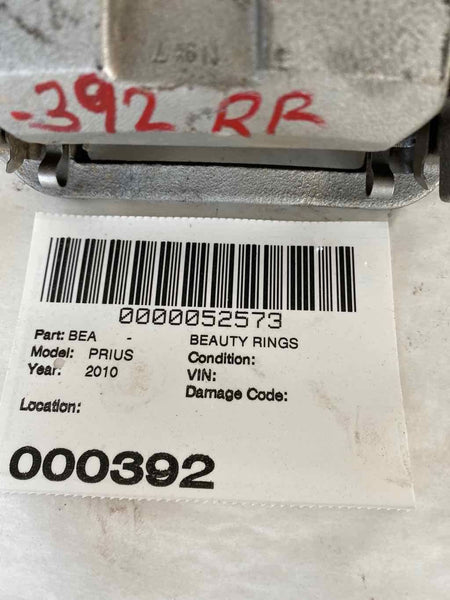 -392 RR
0000052573
Part: BEA - BEAUTY RINGS
Model: PRIUS Condition:
Year: 2010 VIN:
Damage Code:
Location:
000392